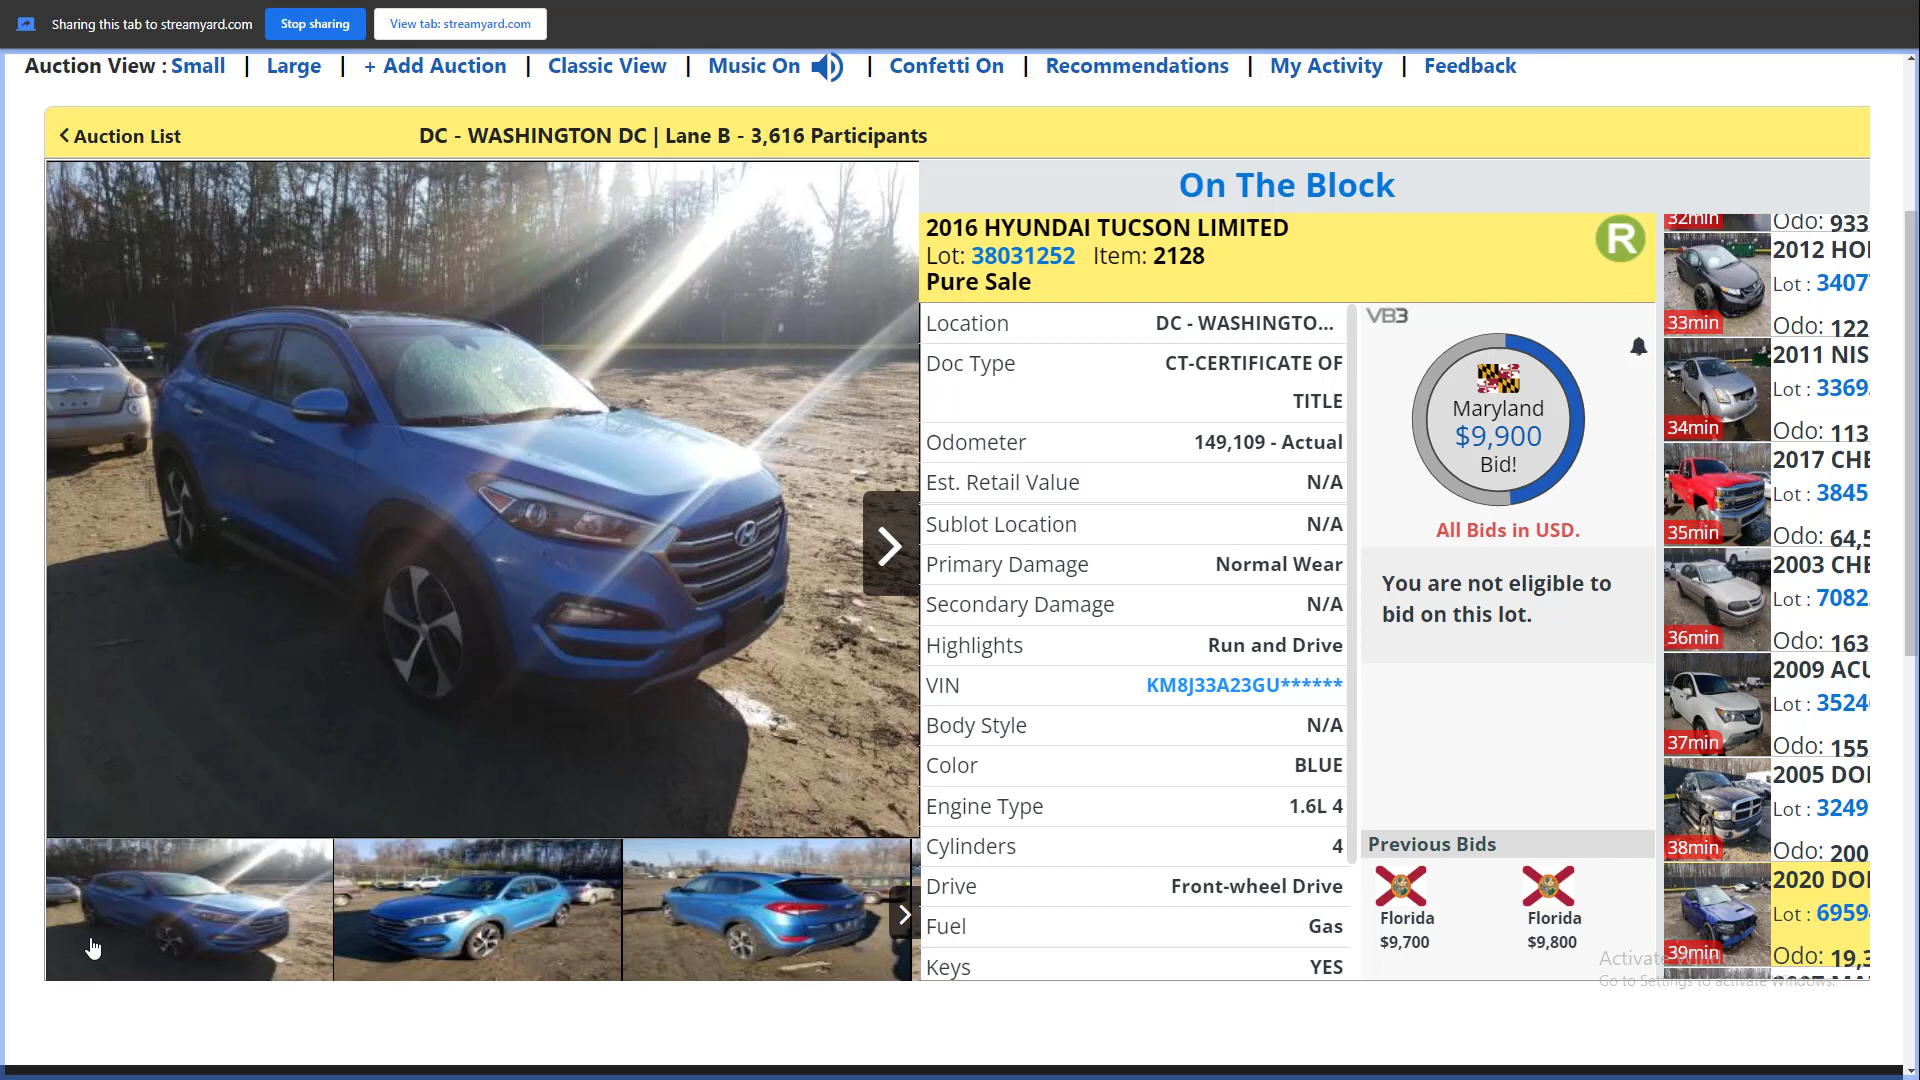 Sharing this tab to streamyard.com
Stop sharing
View tab: streamyard.com
Auction View : Small | Large | + Add Auction | Classic View | Music On | Confetti On | Recommendations | My Activity | Feedback
Auction List
DC - WASHINGTON DC | Lane B - 3,616 Participants
On The Block
2016 HYUNDAI TUCSON LIMITED
Lot: 38031252 Item: 2128
Pure Sale
R
Location DC - WASHINGTO...
Doc Type CT-CERTIFICATE OF
TITLE
Odometer 149,109 - Actual
Est. Retail Value N/A
Sublot Location N/A
Primary Damage Normal Wear
Secondary Damage N/A
Highlights Run and Drive
VIN KM8J33A23GU******
Body Style N/A
Color BLUE
Engine Type 1.6L 4
Cylinders 4
Drive Front-wheel Drive
Fuel Gas
Keys YES
VB3
Maryland
$9,900
Bid!
All Bids in USD.
You are not eligible to
bid on this lot.
Previous Bids
Florida
$9,700
Florida
$9,800
32min
Odo: 933
2012 HO
Lot : 3407
33min
Odo: 122
2011 NIS
Lot : 3369
34min
Odo: 113
2017 CHE
Lot : 3845
35min
Odo: 64,5
2003 CHE
Lot : 7082
36min
Odo: 163
2009 ACU
Lot : 3524
37min
Odo: 155
2005 DO
Lot : 3249
38min
Odo: 200
2020 DO
Lot : 6959
39min
Odo: 19,3
Activate
Go to Settings to activate Windows.